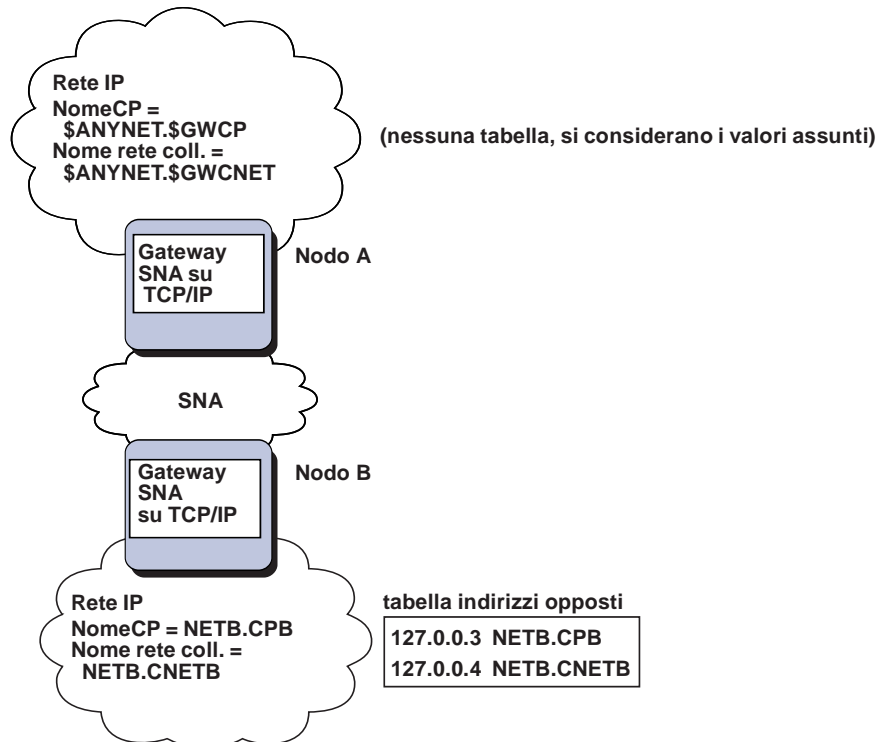 Rete IP
NomeCP =
$ANYNET.$GWCP
Nome rete coll. =
$ANYNET.$GWCNET
(nessuna tabella, si considerano i valori assunti)
Gateway
SNA su
TCP/IP
Nodo A
SNA
Gateway
SNA
su TCP/IP
Nodo B
Rete IP
NomeCP = NETB.CPB
Nome rete coll. =
NETB.CNETB
tabella indirizzi opposti
127.0.0.3 NETB.CPB
127.0.0.4 NETB.CNETB